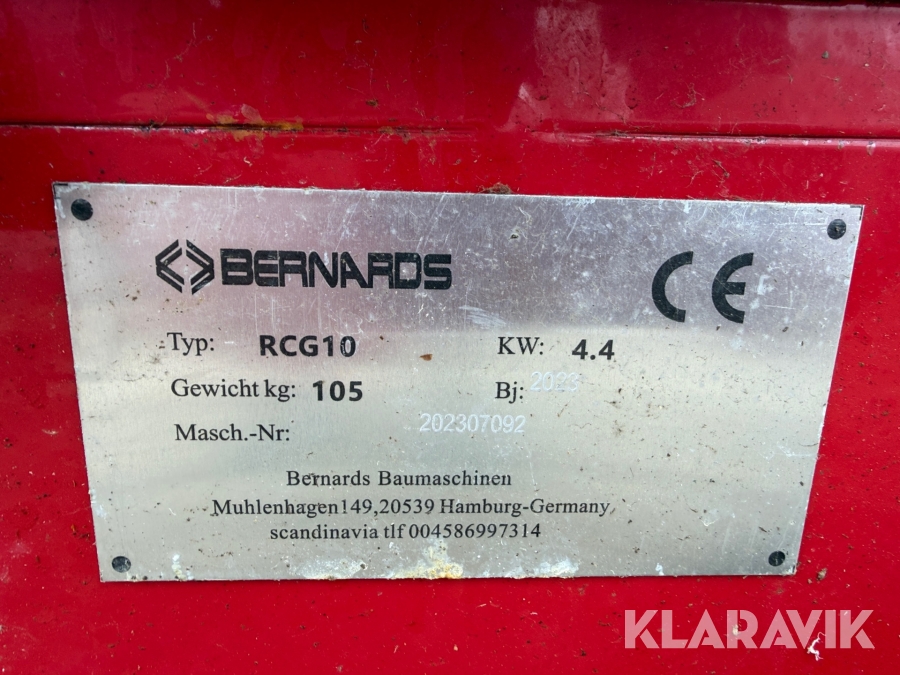 BERNARDS
CE
Typ: RCG10 KW: 4.4
Gewicht kg: 105 Bj: 2023
Masch.-Nr: 202307092
Bernards Baumaschinen
Muhlenhagen149,20539 Hamburg-Germany
scandinavia tlf 004586997314
KLARAVIK